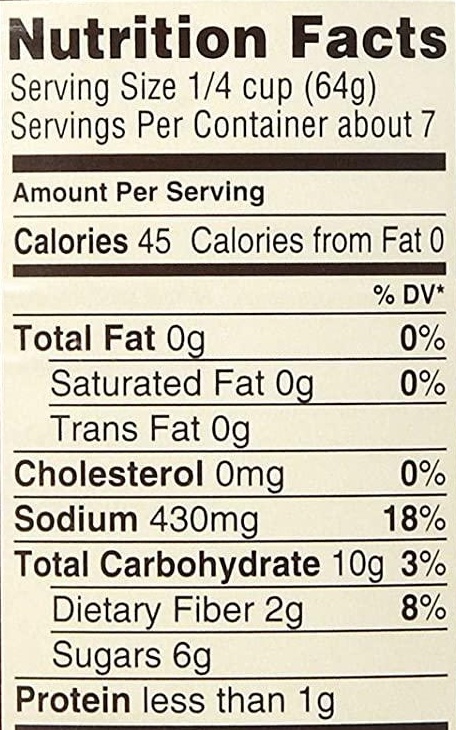 Nutrition Facts
Serving Size 1/4 cup (64g)
Servings Per Container about 7
Amount Per Serving
Calories 45 Calories from Fat 0
% DV*
Total Fat 0g 0%
Saturated Fat 0g 0%
Trans Fat 0g
Cholesterol 0mg 0%
Sodium 430mg 18%
Total Carbohydrate 10g 3%
Dietary Fiber 2g 8%
Sugars 6g
Protein less than 1g